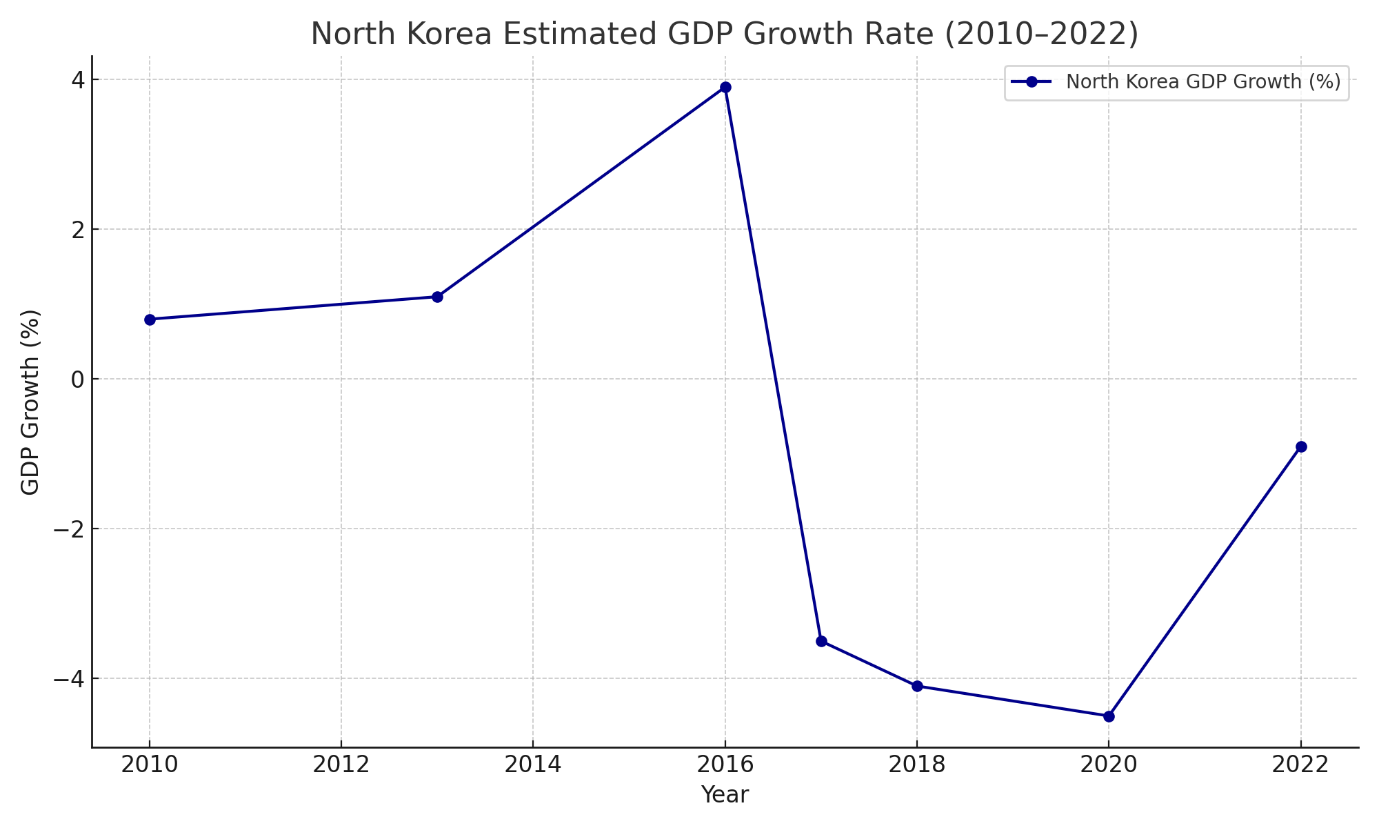 North Korea Estimated GDP Growth Rate (2010–2022)
North Korea GDP Growth (%)
GDP Growth (%)
4
2
0
−2
−4
2010 2012 2014 2016 2018 2020 2022
Year